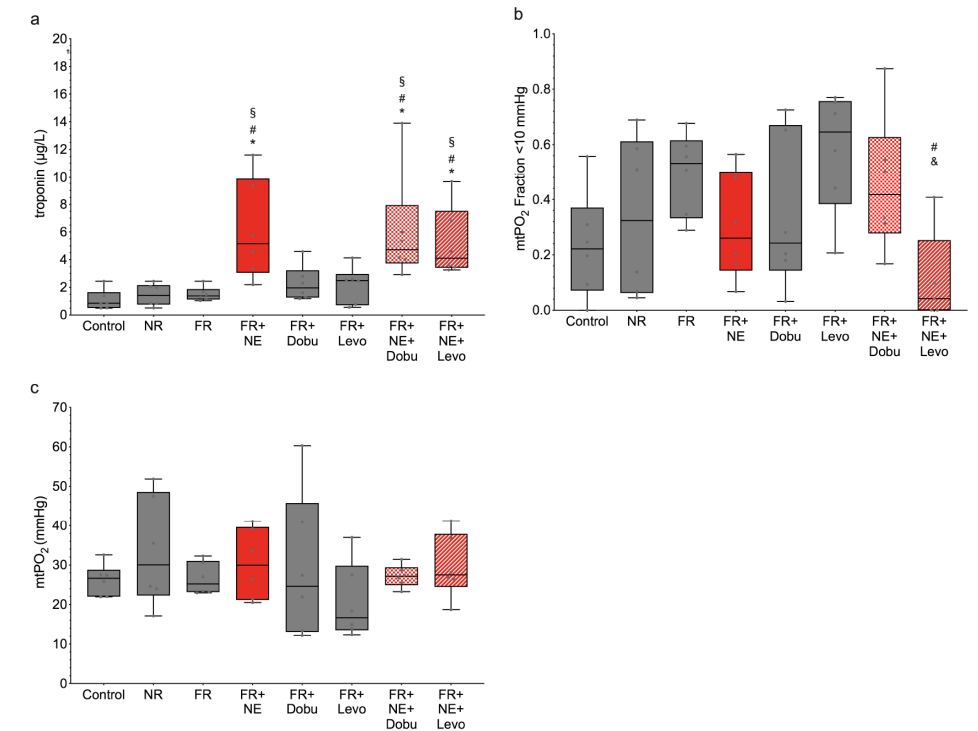 a
troponin (µg/L)
20
18
16
14
12
10
8
6
4
2
0
§
#
*
§
#
*
§
#
*
Control NR FR FR+ FR+ FR+ FR+ FR+
NE Dobu Levo NE+ NE+
Dobu Levo
b
mtPO2 Fraction <10 mmHg
1.0
0.8
0.6
0.4
0.2
0.0
#
&
Control NR FR FR+ FR+ FR+ FR+ FR+
NE Dobu Levo NE+ NE+
Dobu Levo
c
mtPO2 (mmHg)
70
60
50
40
30
20
10
0
Control NR FR FR+ FR+ FR+ FR+ FR+
NE Dobu Levo NE+ NE+
Dobu Levo